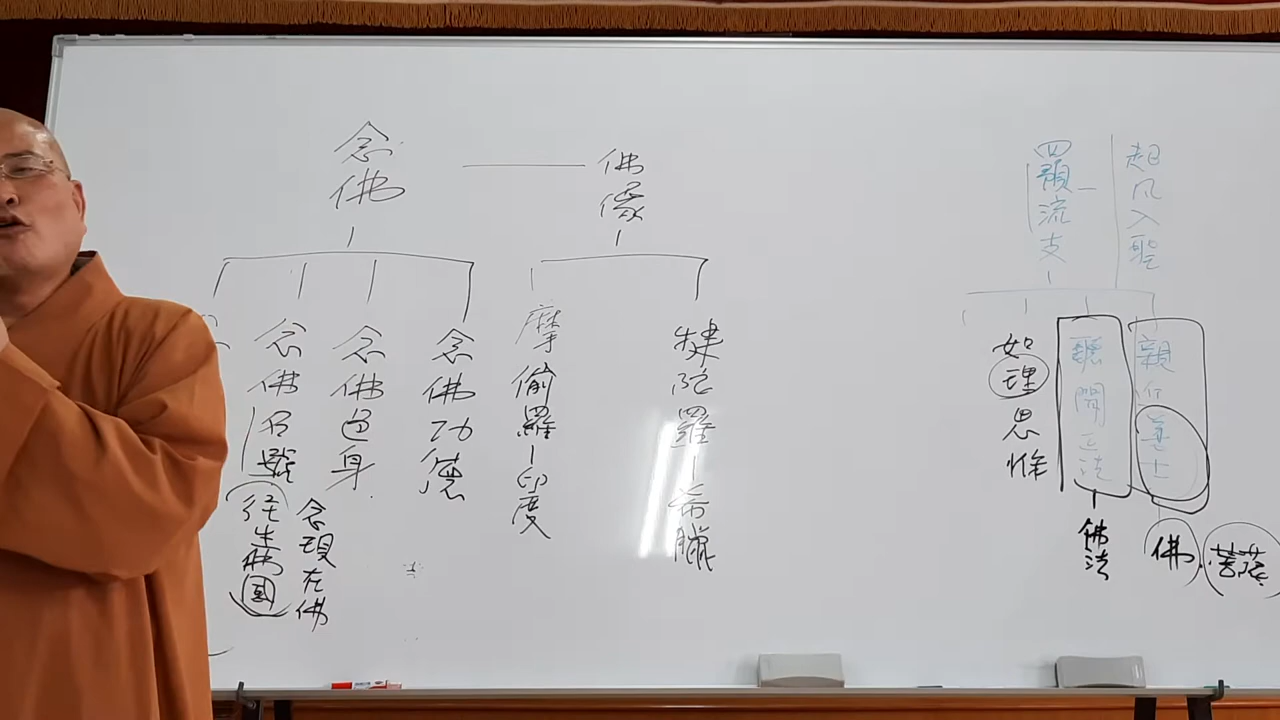 念佛
佛像
念佛名號
往生佛國
念現在佛
念佛色身
念佛功德
摩偷羅-印度
犍陀羅-希臘
超凡入聖
四預流支
親近善士
聽聞正法
如理思惟
佛法
佛.菩薩